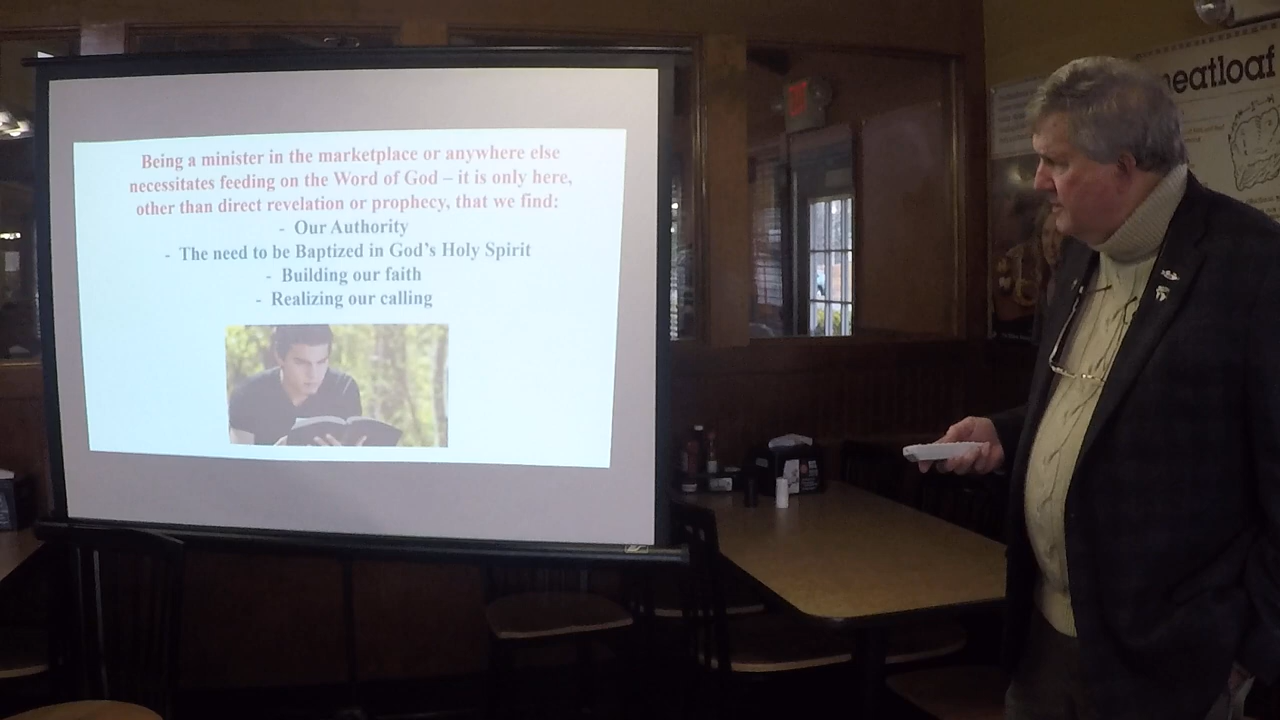 Being a minister in the marketplace or anywhere else
necessitates feeding on the Word of God – it is only here,
other than direct revelation or prophecy, that we find:
- Our Authority
- The need to be Baptized in God's Holy Spirit
- Building our faith
- Realizing our calling
neatloaf